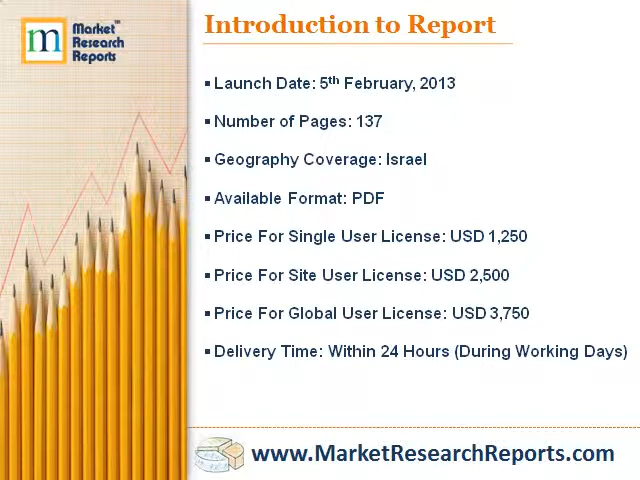 m Market™
Research
Reports
Introduction to Report
▪ Launch Date: 5th February, 2013
▪ Number of Pages: 137
▪ Geography Coverage: Israel
▪ Available Format: PDF
▪ Price For Single User License: USD 1,250
▪ Price For Site User License: USD 2,500
▪ Price For Global User License: USD 3,750
▪ Delivery Time: Within 24 Hours (During Working Days)
www.MarketResearchReports.com